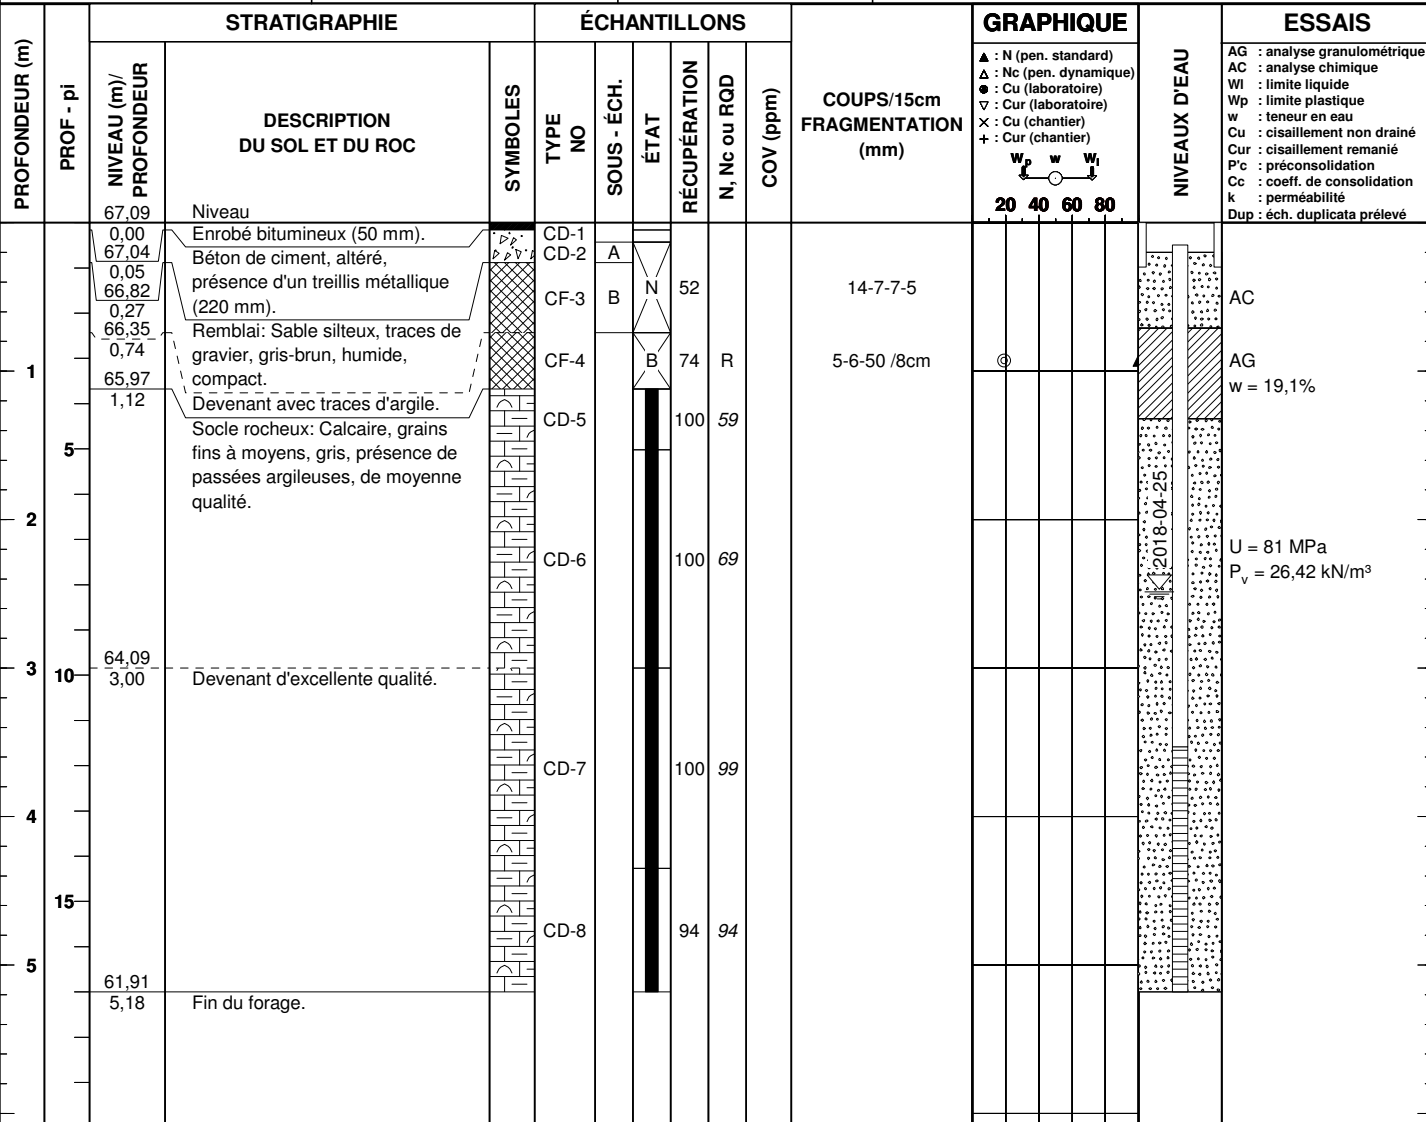 STRATIGRAPHIE
ÉCHANTILLONS
GRAPHIQUE
ESSAIS
PROFONDEUR (m)
PROF - pi
NIVEAU (m)/
PROFONDEUR
DESCRIPTION
DU SOL ET DU ROC
SYMBOLES
TYPE
NO
SOUS - ÉCH.
ÉTAT
RÉCUPÉRATION
N, Nc ou RQD
COV (ppm)
COUPS/15cm
FRAGMENTATION
(mm)
▲ : N (pen. standard)
△ : Nc (pen. dynamique)
● : Cu (laboratoire)
▽ : Cur (laboratoire)
× : Cu (chantier)
+ : Cur (chantier)
Wp w Wl
20 40 60 80
NIVEAUX D'EAU
AG : analyse granulométrique
AC : analyse chimique
Wl : limite liquide
Wp : limite plastique
w : teneur en eau
Cu : cisaillement non drainé
Cur : cisaillement remanié
P'c : préconsolidation
Cc : coeff. de consolidation
k : perméabilité
Dup : éch. duplicata prélevé
67,09 Niveau
0,00 Enrobé bitumineux (50 mm). CD-1
67,04 Béton de ciment, altéré, CD-2 A
0,05 présence d'un treillis métallique
66,82 (220 mm). CF-3 B N 52 14-7-7-5 AC
0,27
66,35 Remblai: Sable silteux, traces de
0,74 gravier, gris-brun, humide, CF-4 B 74 R 5-6-50 /8cm AG
1 65,97 compact. w = 19,1%
1,12 Devenant avec traces d'argile.
CD-5 100 59
Socle rocheux: Calcaire, grains
5 fins à moyens, gris, présence de
passées argileuses, de moyenne
qualité.
2
2018-04-25
CD-6 100 69
U = 81 MPa
Pv = 26,42 kN/m³
3 10 64,09
3,00 Devenant d'excellente qualité.
CD-7 100 99
4
15
CD-8 94 94
5
61,91
5,18 Fin du forage.